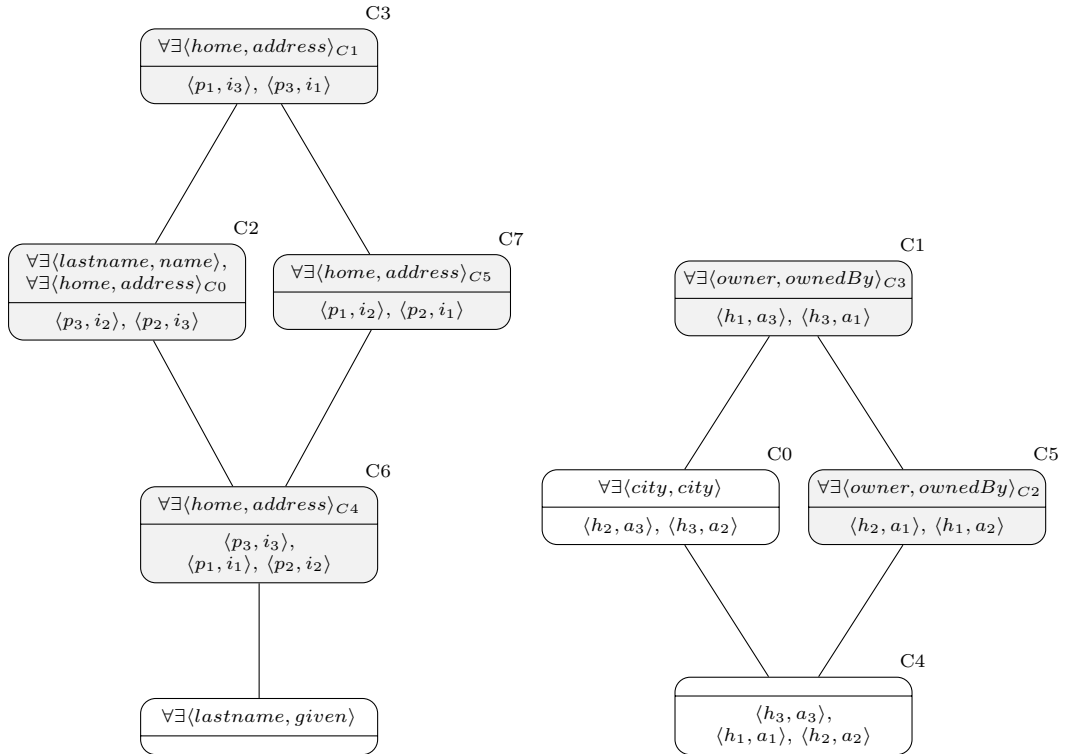 C3
∀∃⟨home, address⟩C1
⟨p1, i3⟩, ⟨p3, i1⟩
C2
∀∃⟨lastname, name⟩,
∀∃⟨home, address⟩C0
⟨p3, i2⟩, ⟨p2, i3⟩
C7
∀∃⟨home, address⟩C5
⟨p1, i2⟩, ⟨p2, i1⟩
C6
∀∃⟨home, address⟩C4
⟨p3, i3⟩,
⟨p1, i1⟩, ⟨p2, i2⟩
∀∃⟨lastname, given⟩
C1
∀∃⟨owner, ownedBy⟩C3
⟨h1, a3⟩, ⟨h3, a1⟩
C0
∀∃⟨city, city⟩
⟨h2, a3⟩, ⟨h3, a2⟩
C5
∀∃⟨owner, ownedBy⟩C2
⟨h2, a1⟩, ⟨h1, a2⟩
C4
⟨h3, a3⟩,
⟨h1, a1⟩, ⟨h2, a2⟩